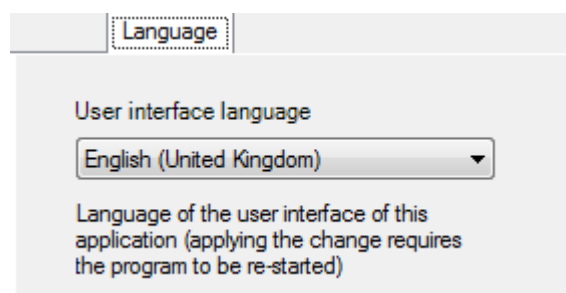 Language
User interface language
English (United Kingdom)
Language of the user interface of this
application (applying the change requires
the program to be re-started)